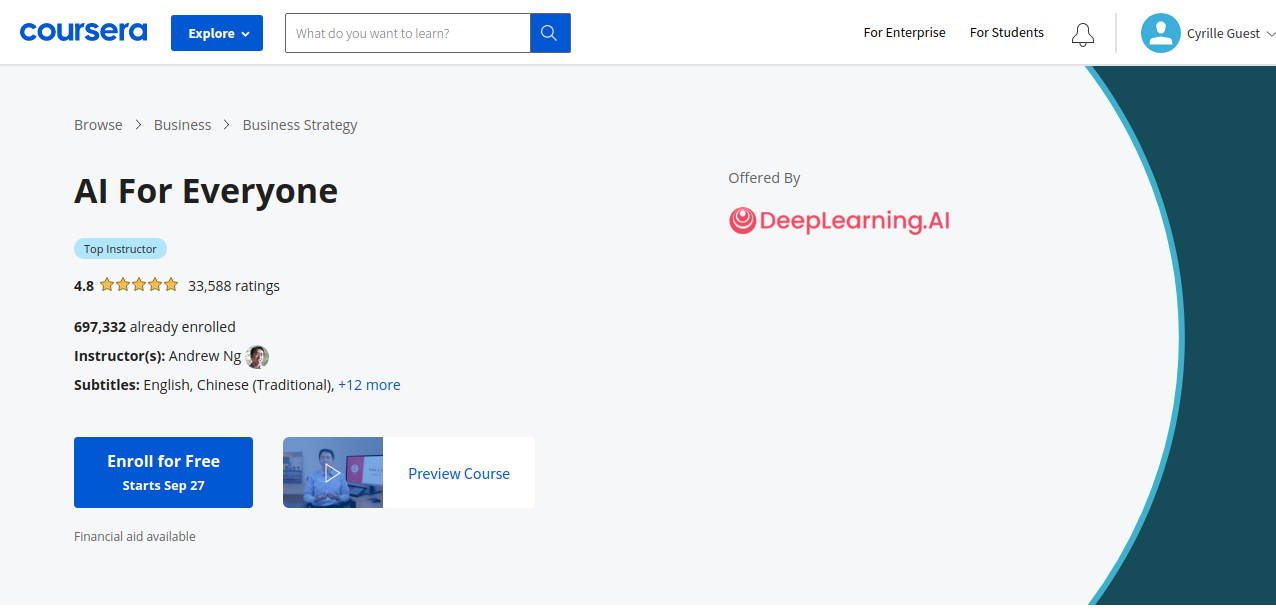 coursera
Explore
What do you want to learn?
For Enterprise
For Students
Cyrille Guest
Browse > Business > Business Strategy
AI For Everyone
Offered By
DeepLearning.AI
Top Instructor
4.8 33,588 ratings
697,332 already enrolled
Instructor(s): Andrew Ng
Subtitles: English, Chinese (Traditional), +12 more
Enroll for Free
Starts Sep 27
Preview Course
Financial aid available